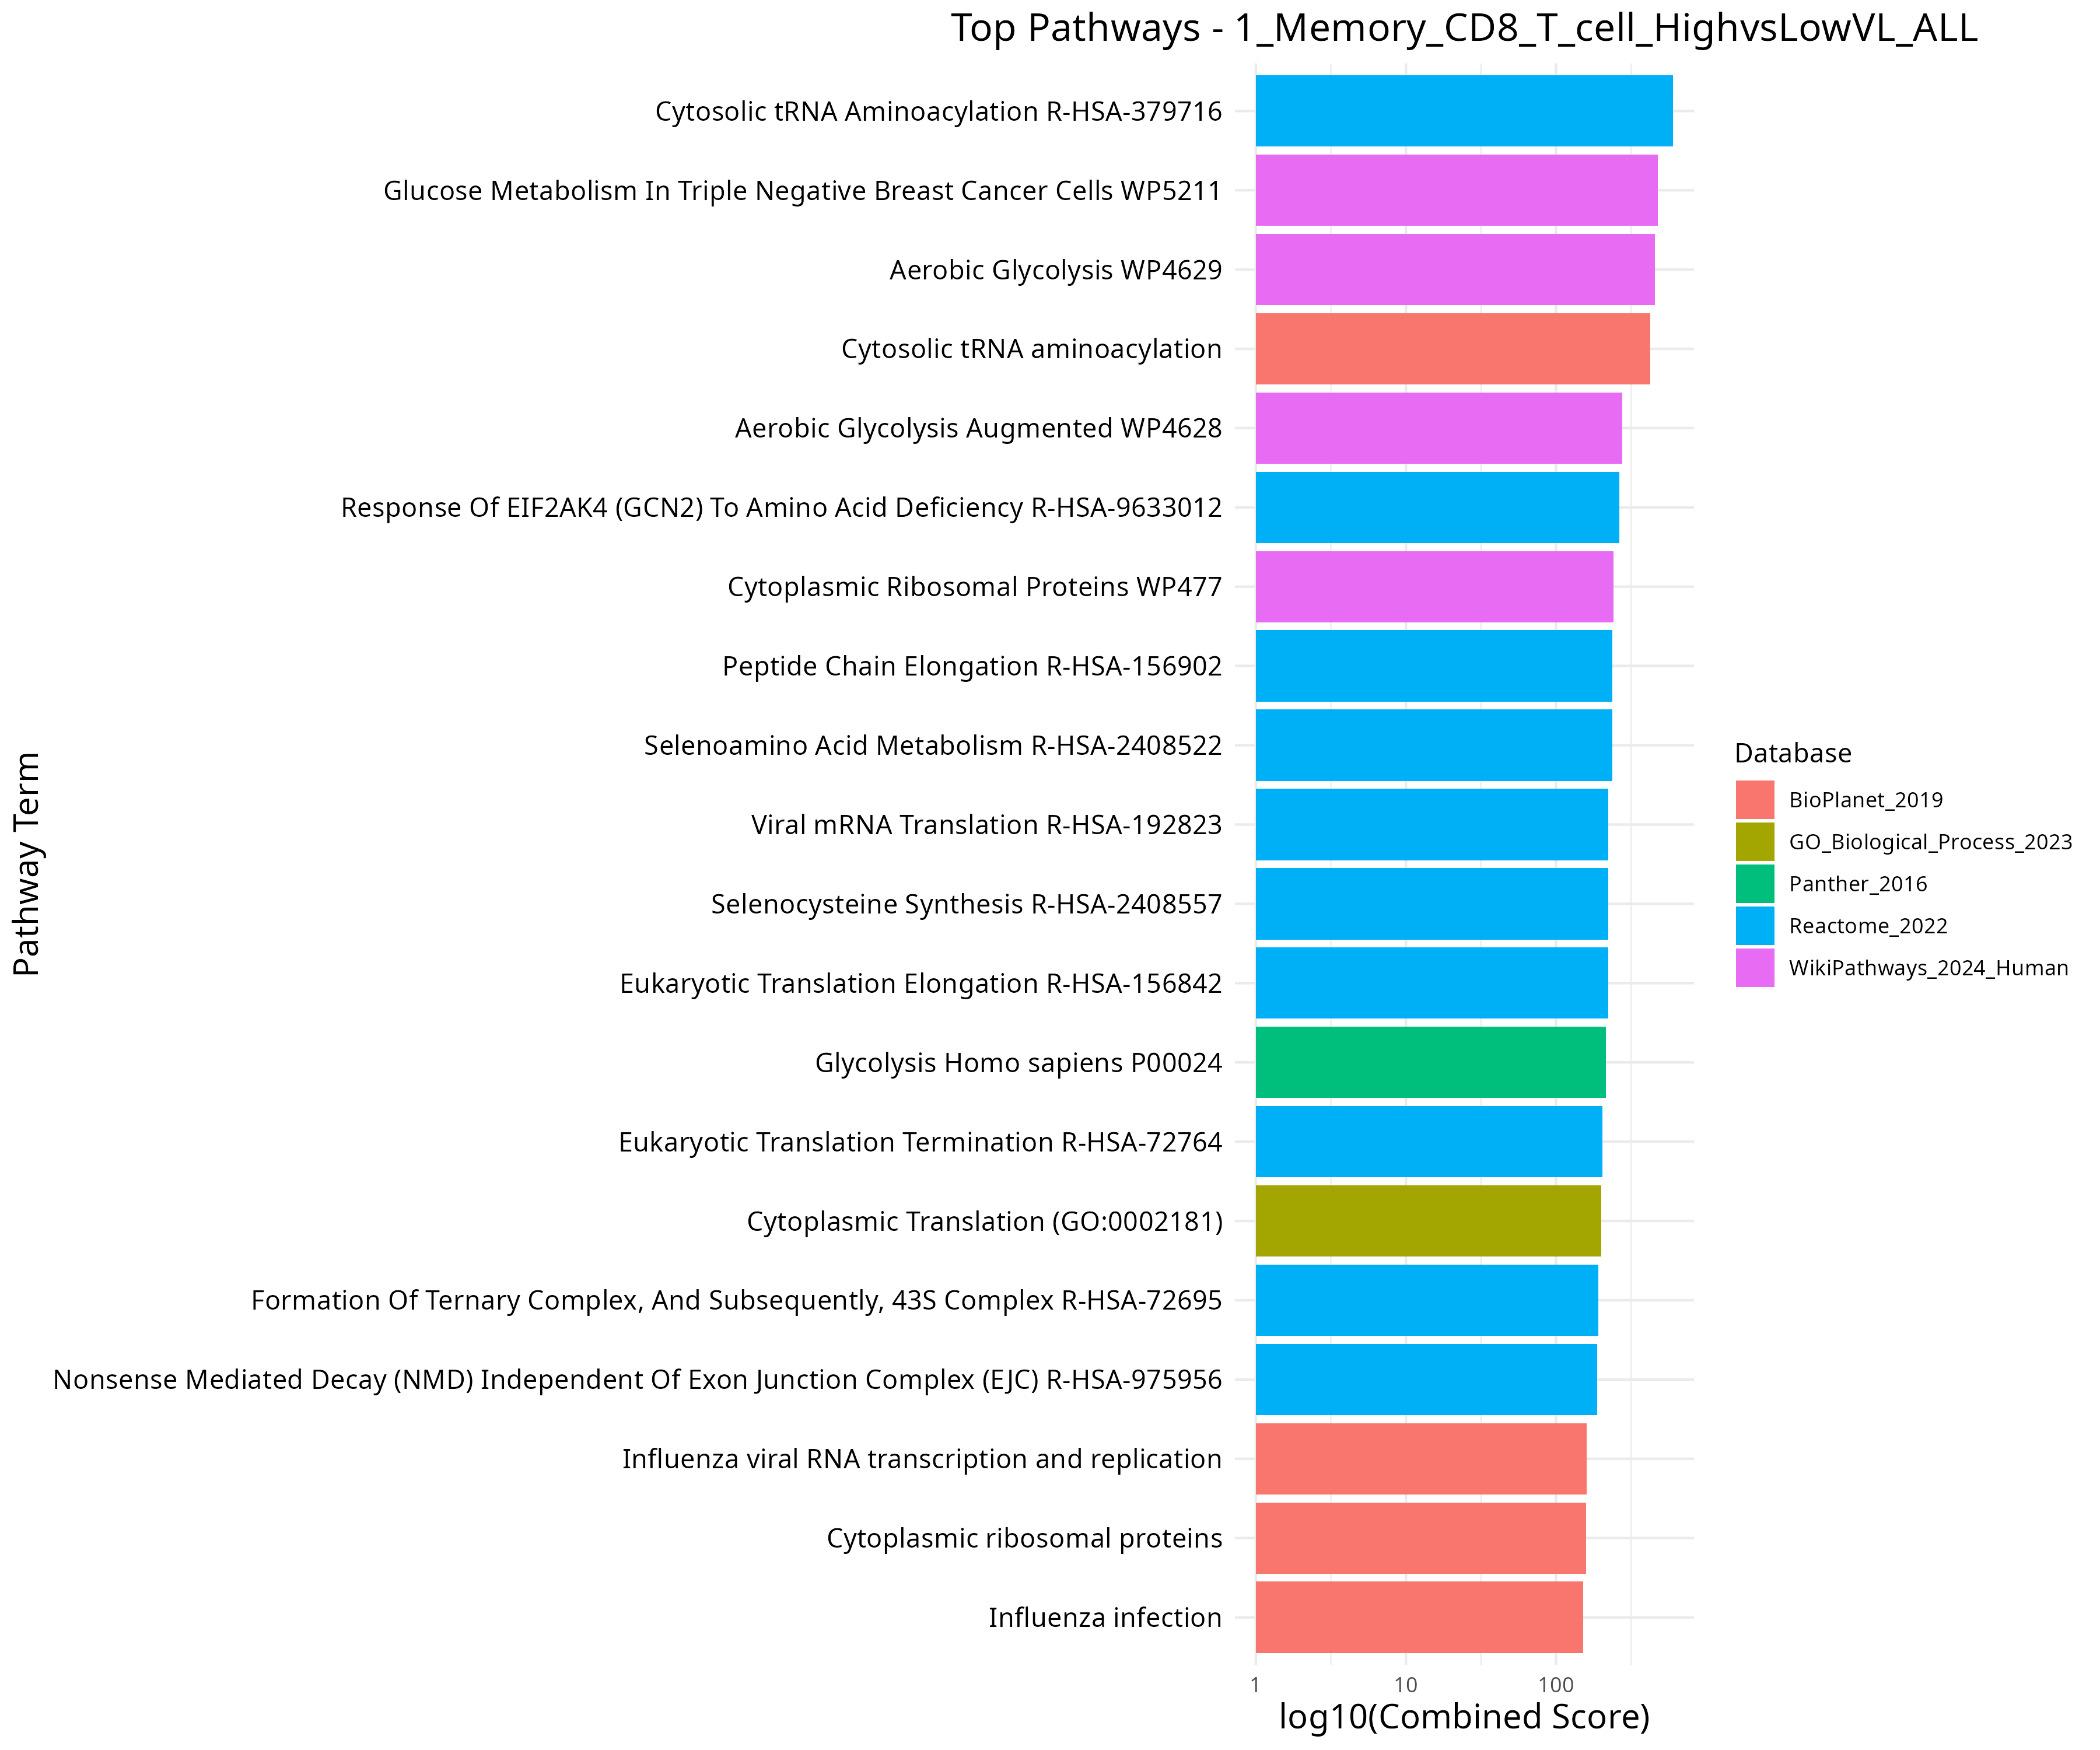 Top Pathways - 1_Memory_CD8_T_cell_HighvsLowVL_ALL
Pathway Term
Cytosolic tRNA Aminoacylation R-HSA-379716
Glucose Metabolism In Triple Negative Breast Cancer Cells WP5211
Aerobic Glycolysis WP4629
Cytosolic tRNA aminoacylation
Aerobic Glycolysis Augmented WP4628
Response Of EIF2AK4 (GCN2) To Amino Acid Deficiency R-HSA-9633012
Cytoplasmic Ribosomal Proteins WP477
Peptide Chain Elongation R-HSA-156902
Selenoamino Acid Metabolism R-HSA-2408522
Viral mRNA Translation R-HSA-192823
Selenocysteine Synthesis R-HSA-2408557
Eukaryotic Translation Elongation R-HSA-156842
Glycolysis Homo sapiens P00024
Eukaryotic Translation Termination R-HSA-72764
Cytoplasmic Translation (GO:0002181)
Formation Of Ternary Complex, And Subsequently, 43S Complex R-HSA-72695
Nonsense Mediated Decay (NMD) Independent Of Exon Junction Complex (EJC) R-HSA-975956
Influenza viral RNA transcription and replication
Cytoplasmic ribosomal proteins
Influenza infection
1 10 100
log10(Combined Score)
Database
BioPlanet_2019
GO_Biological_Process_2023
Panther_2016
Reactome_2022
WikiPathways_2024_Human